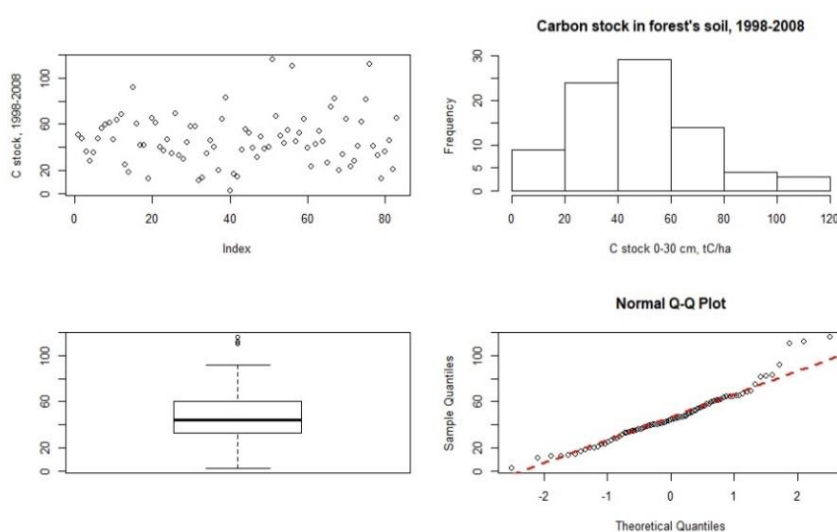 Carbon stock in forest's soil, 1998-2008
C stock, 1998-2008
100
60
20
0
0 20 40 60 80
Index
Frequency
30
15
5
0
0 20 40 60 80 100 120
C stock 0-30 cm, tC/ha
100
60
20
0
Normal Q-Q Plot
Sample Quantiles
100
60
20
0
-2 -1 0 1 2
Theoretical Quantiles